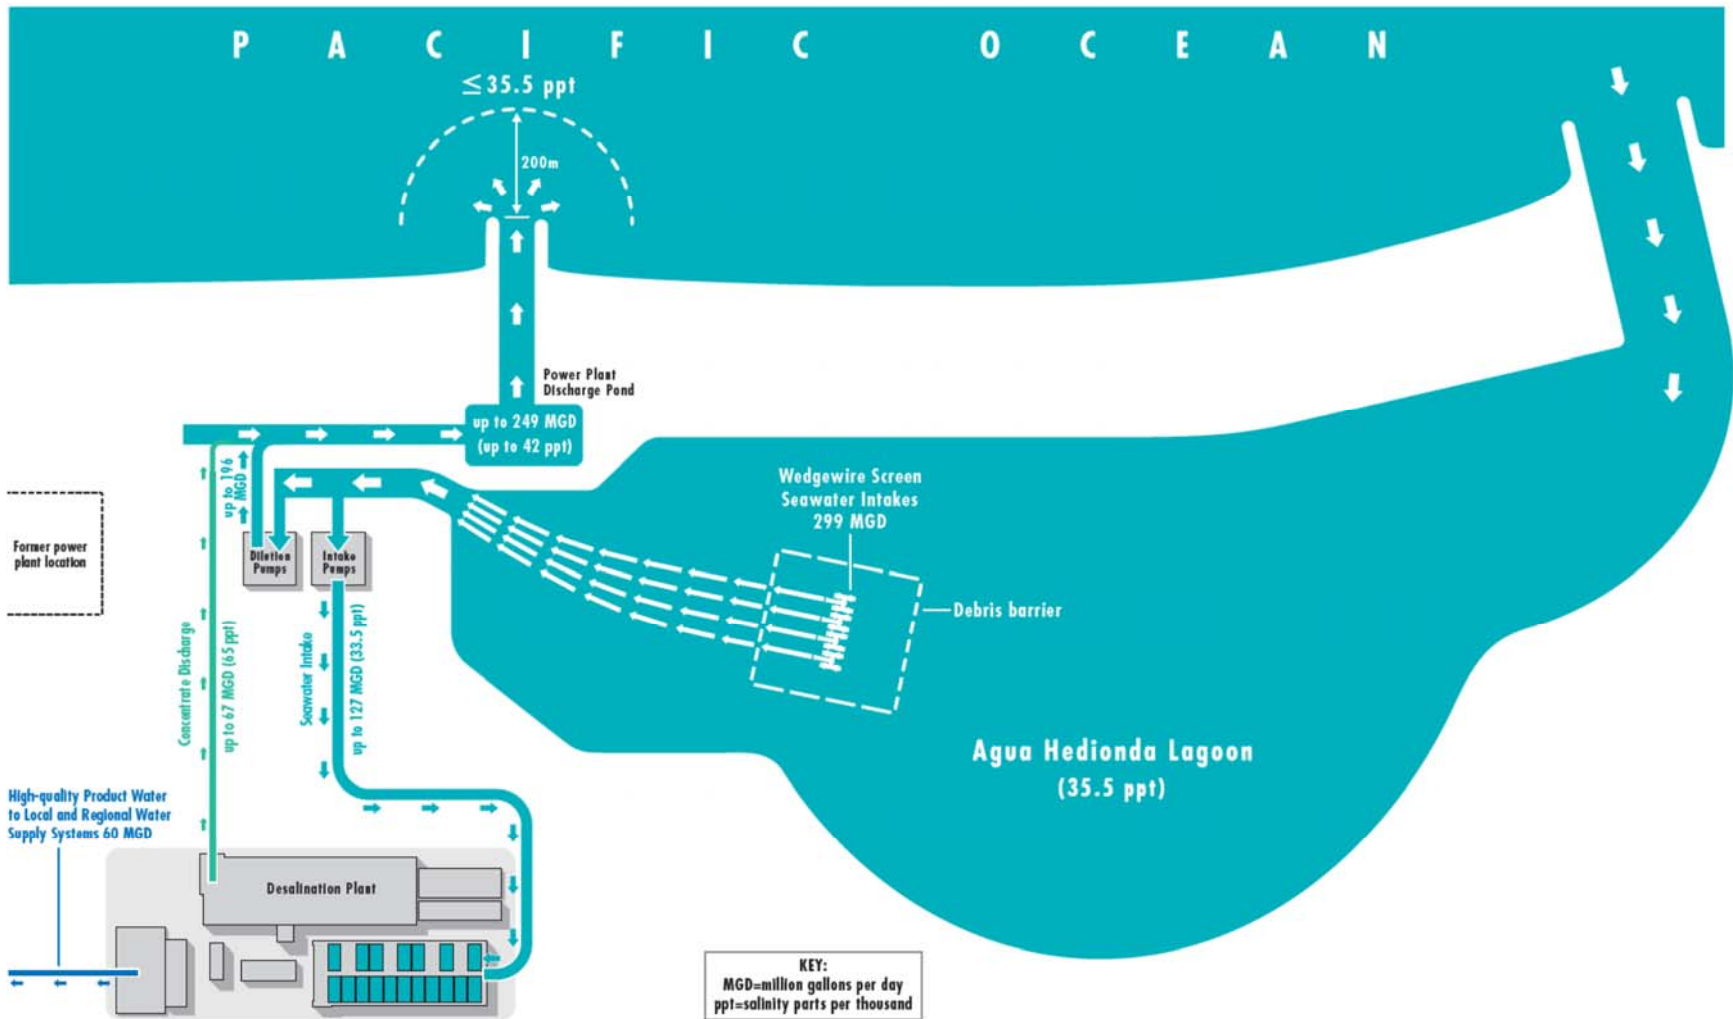 PACIFIC OCEAN
≤35.5 ppt
200m
Power Plant
Discharge Pond
up to 249 MGD
(up to 42 ppt)
up to 196
MGD
Wedgewire Screen
Seawater Intakes
299 MGD
Former power
plant location
Dilution
Pumps
Intake
Pumps
Debris barrier
Concentrate Discharge
up to 67 MGD (65 ppt)
Seawater Intake
up to 127 MGD (33.5 ppt)
Agua Hedionda Lagoon
(35.5 ppt)
High-quality Product Water
to Local and Regional Water
Supply Systems 60 MGD
Desalination Plant
KEY:
MGD=million gallons per day
ppt=salinity parts per thousand